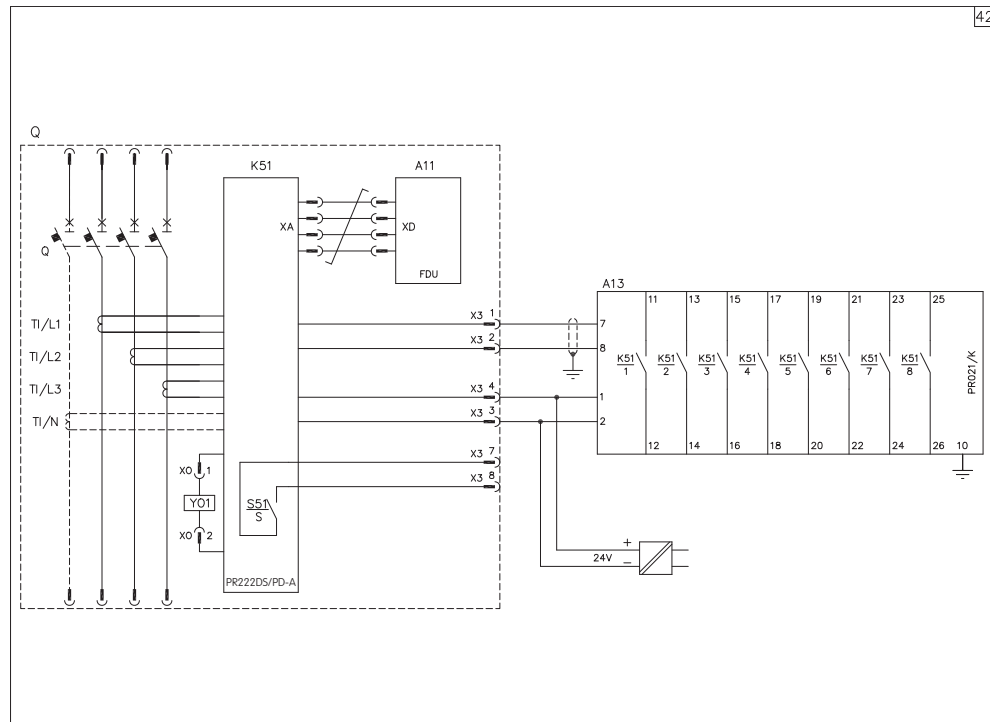 42
Q
K51
A11
XA
XD
Q
FDU
A13
11 13 15 17 19 21 23 25
TI/L1
X3 1
7
TI/L2
X3 2
8
K51 K51 K51 K51 K51 K51 K51 K51
1 2 3 4 5 6 7 8
PR021/K
TI/L3
X3 4
1
TI/N
X3 3
2
12 14 16 18 20 22 24 26 10
X3 7
X0 1
X3 8
Y01
S51
S
X0 2
+
24V
−
PR222DS/PD-A